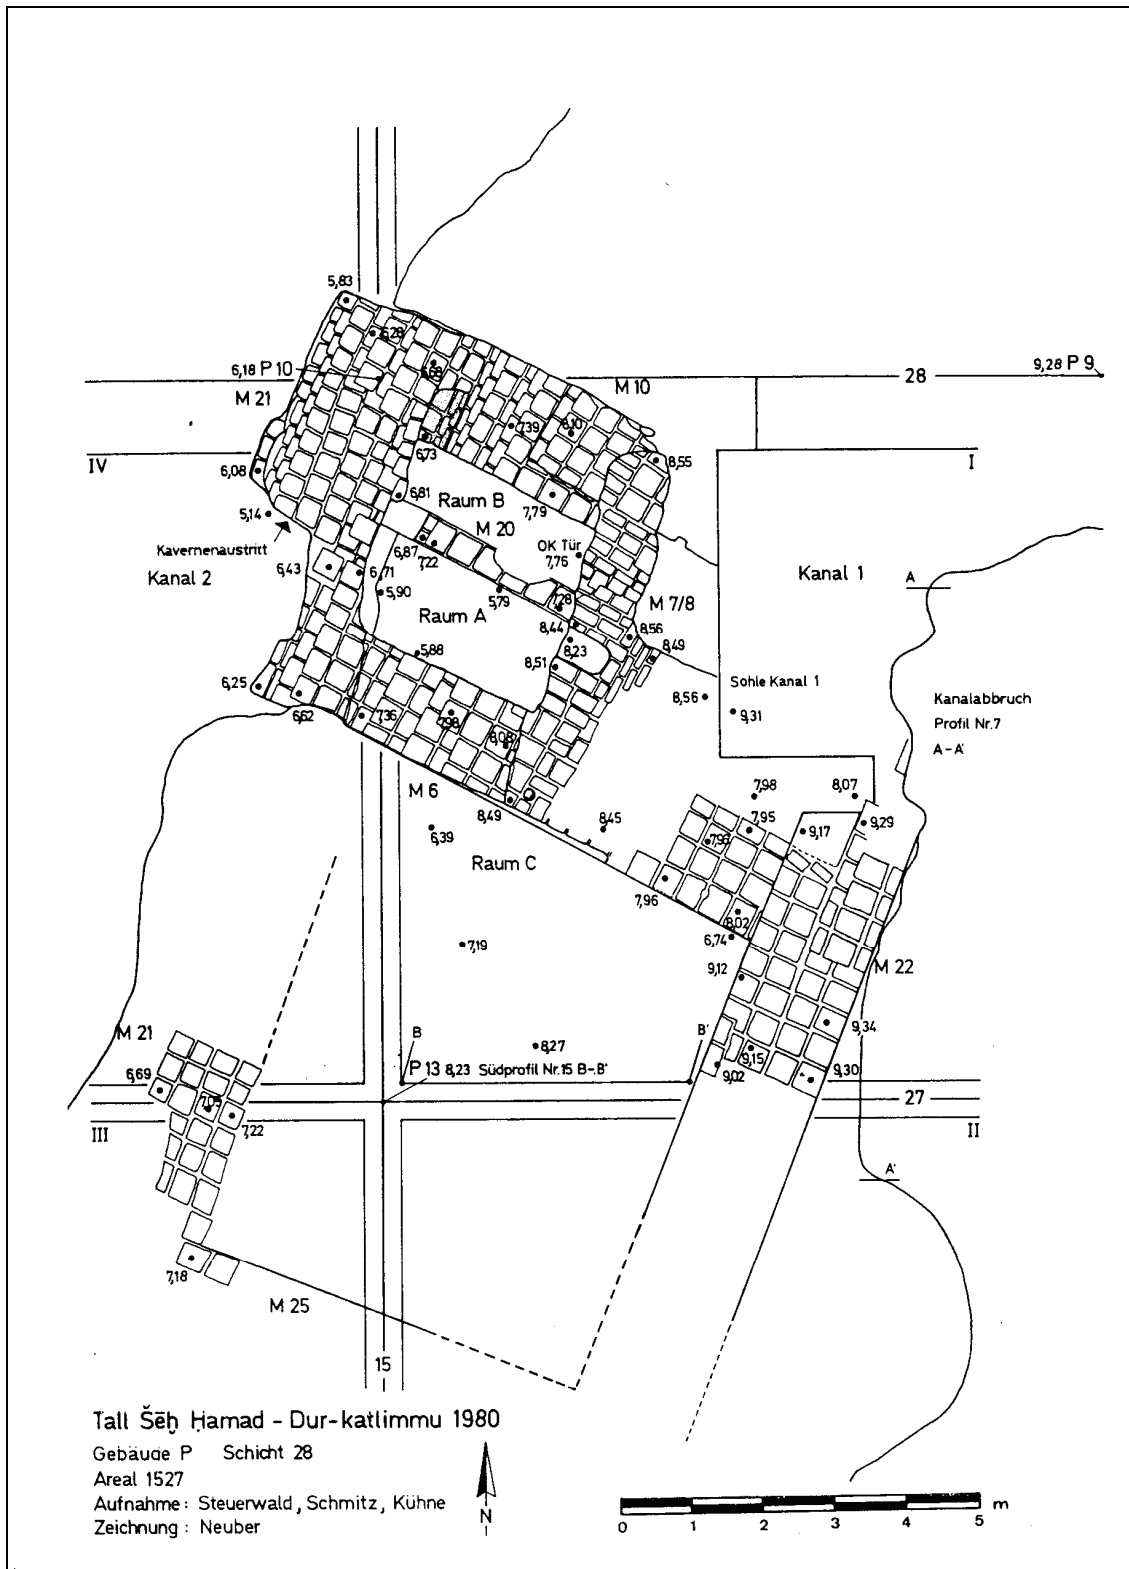 5,83
6,28
6,18 P 10
6,68
M 21
M 10
28
9,28 P 9
7,39
8,10
6,73
IV
8,55
I
6,08
6,81
Raum B
7,79
5,14
M 20
Kavernenaustritt
6,87
7,22
OK Tür
7,76
Kanal 1
A
Kanal 2
6,43
6,71
5,90
5,79
7,28
M 7/8
Raum A
8,44
8,56
8,49
8,23
5,88
8,51
6,25
6,62
7,36
7,98
8,08
8,56
Sohle Kanal 1
9,31
Kanalabbruch
Profil Nr.7
A-A'
M 6
8,49
7,98
8,07
6,39
8,45
7,95
9,17
9,29
7,96
Raum C
7,96
8,02
6,74
7,19
9,12
M 22
M 21
B
B'
9,34
6,69
P 13 8,23 Südprofil Nr.15 B-B'
8,27
9,15
9,02
9,30
7,05
7,22
27
III
II
A'
7,18
M 25
15
Tall Šēḫ Ḥamad - Dur-katlimmu 1980
Gebäude P Schicht 28
Areal 1527
Aufnahme: Steuerwald, Schmitz, Kühne
Zeichnung: Neuber
N
0 1 2 3 4 5 m